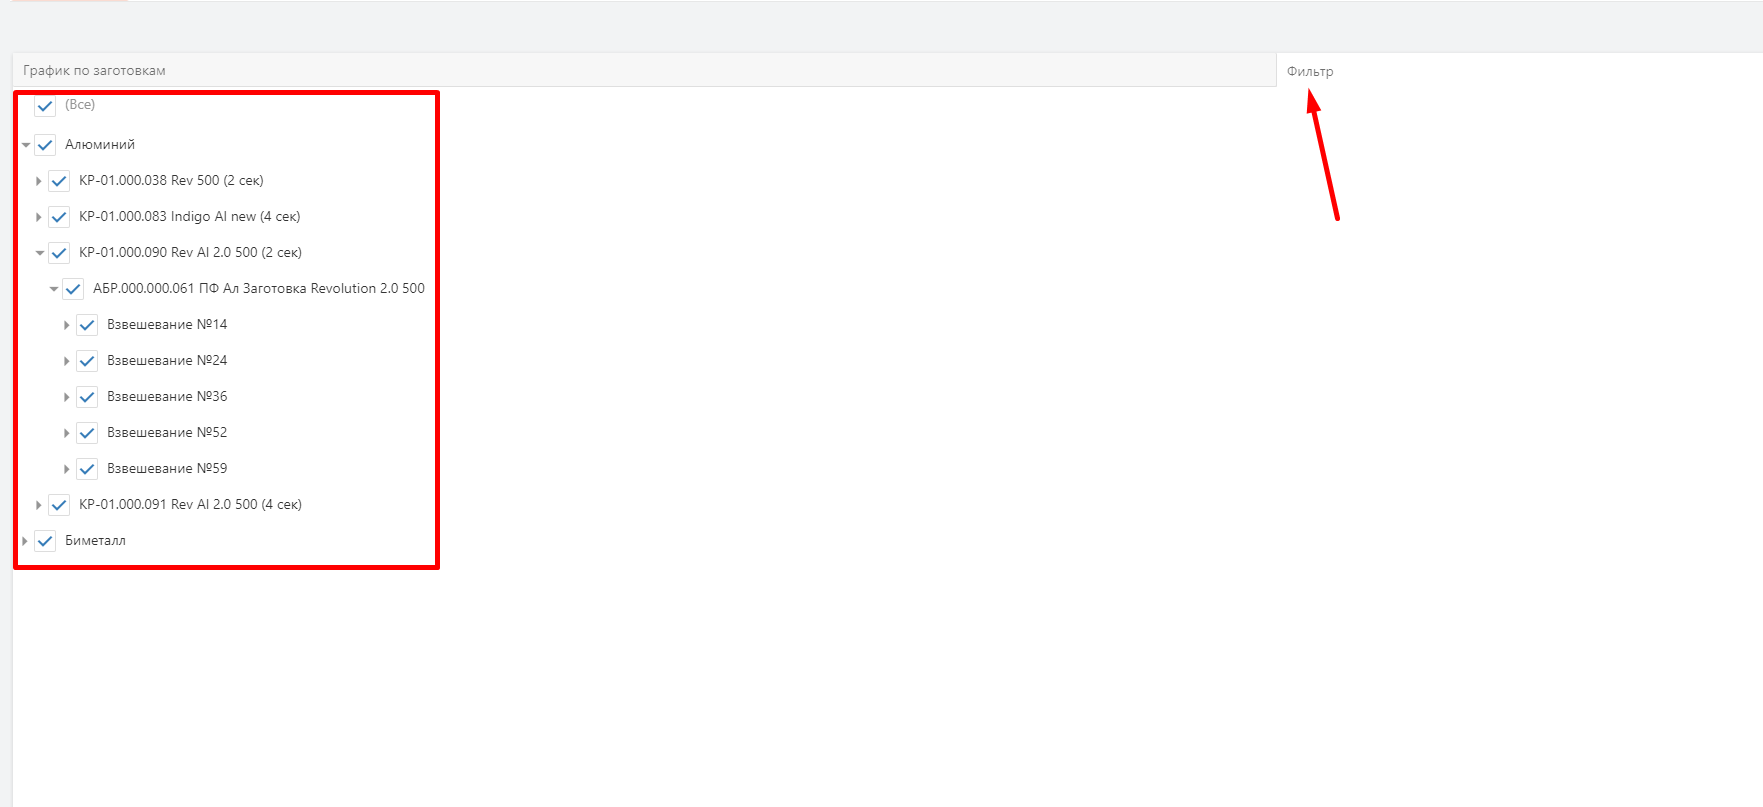 График по заготовкам
Фильтр
(Все)
Алюминий
КР-01.000.038 Rev 500 (2 сек)
КР-01.000.083 Indigo Al new (4 сек)
КР-01.000.090 Rev Al 2.0 500 (2 сек)
АБР.000.000.061 ПФ Ал Заготовка Revolution 2.0 500
Взвешевание №14
Взвешевание №24
Взвешевание №36
Взвешевание №52
Взвешевание №59
КР-01.000.091 Rev Al 2.0 500 (4 сек)
Биметалл